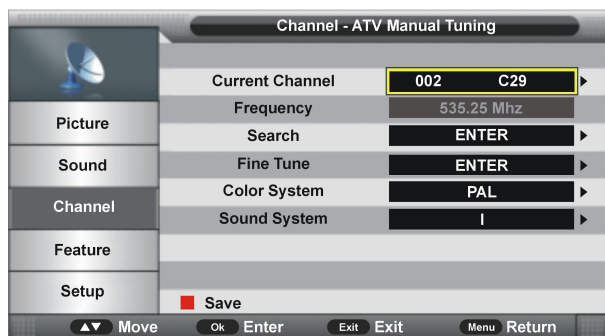 Channel - ATV Manual Tuning
Picture
Sound
Channel
Feature
Setup
Current Channel 002 C29
Frequency 535.25 Mhz
Search ENTER
Fine Tune ENTER
Color System PAL
Sound System I
Save
Move Ok Enter Exit Exit Menu Return